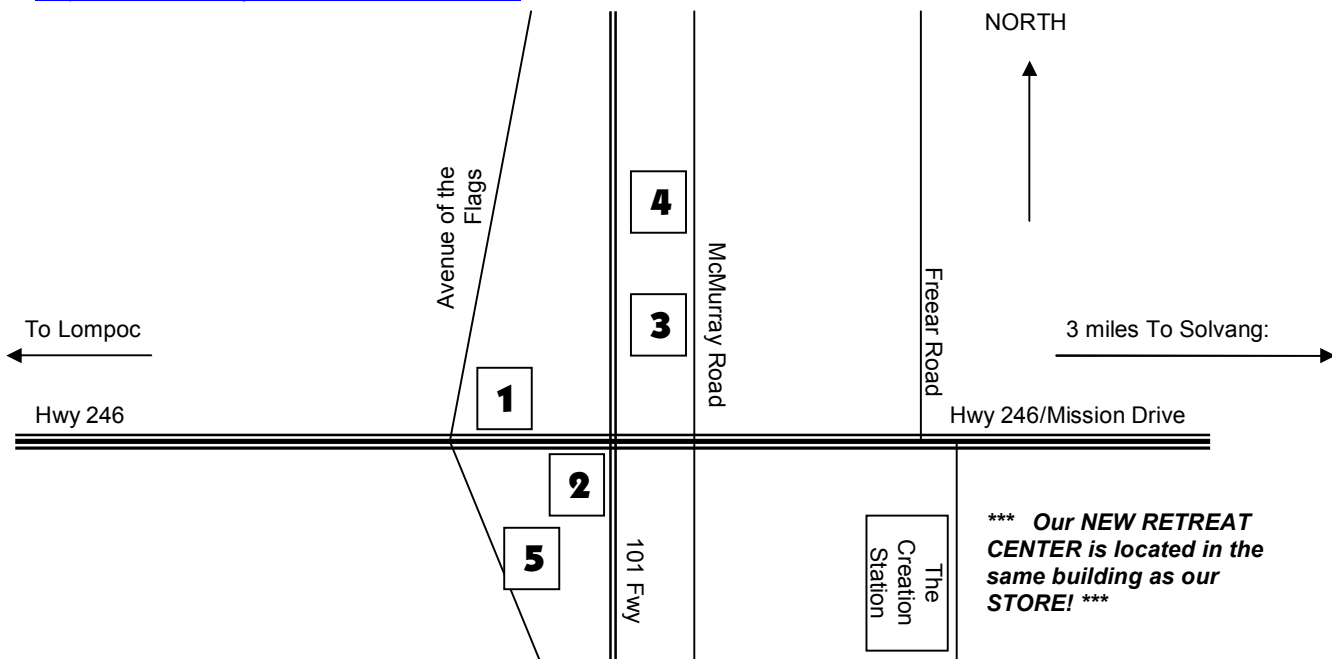 NORTH
Avenue of the
Flags
4
McMurray Road
Freear Road
3
To Lompoc
3 miles To Solvang:
1
Hwy 246
Hwy 246/Mission Drive
2
5
101 Fwy
The
Creation
Station
*** Our NEW RETREAT
CENTER is located in the
same building as our
STORE! ***